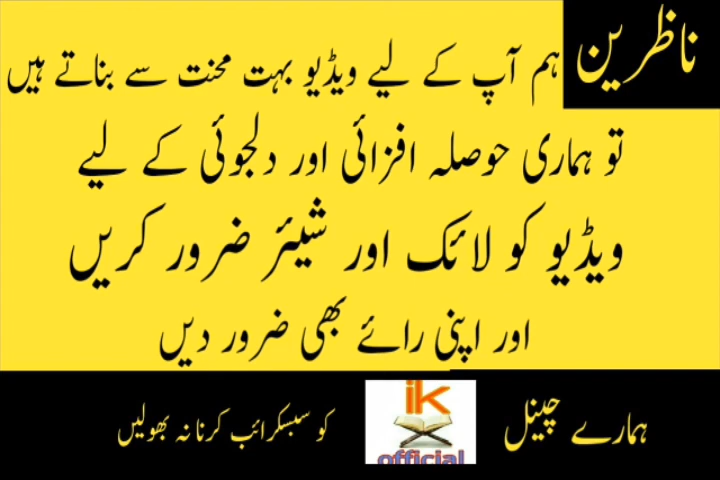 ناظرین ہم آپ کے لیے ویڈیو بہت محنت سے بناتے ہیں
تو ہماری حوصلہ افزائی اور دلجوئی کے لیے
ویڈیو کو لائک اور شیئر ضرور کریں
اور اپنی رائے بھی ضرور دیں
ہمارے چینل ik official کو سبسکرائب کرنا نہ بھولیں